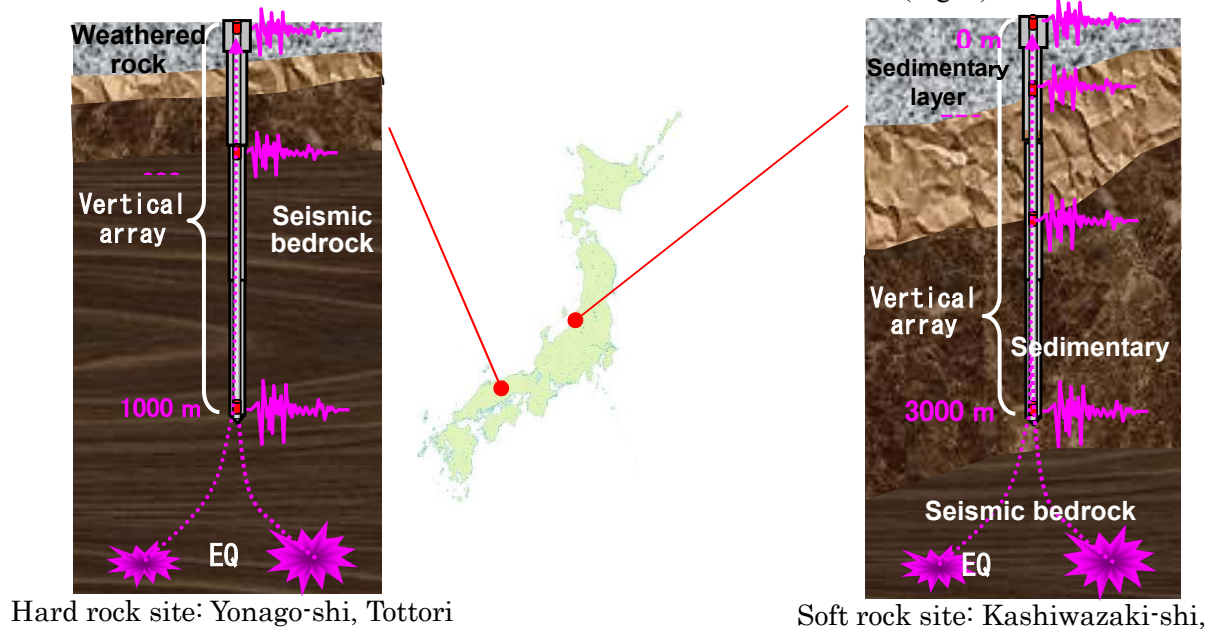 Weathered
rock
Vertical
array
Seismic
bedrock
1000 m
EQ
Hard rock site: Yonago-shi, Tottori
0 m
Sedimentary
layer
Vertical
array
Sedimentary
3000 m
Seismic bedrock
EQ
Soft rock site: Kashiwazaki-shi,